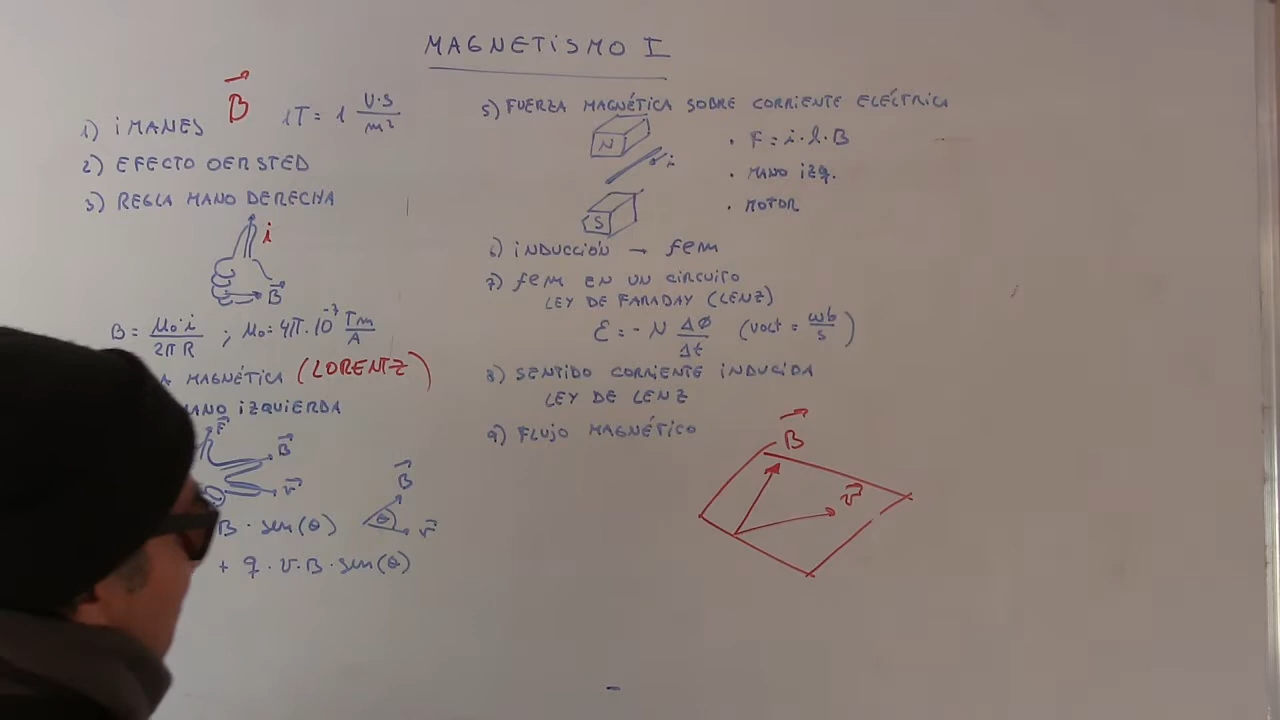 MAGNETISMO I
1) IMANES B⃗ 1T = 1 V·s/m²
2) EFECTO OERSTED
3) REGLA MANO DERECHA
i
B⃗
B = μ₀·i/2πR ; μ₀ = 4π·10⁻⁷ Tm/A
A MAGNÉTICA (LORENTZ)
MANO IZQUIERDA
F⃗
B⃗
v⃗
B⃗
θ
v⃗
B · sen(θ)
+ q · v · B · sen(θ)
5) FUERZA MAGNÉTICA SOBRE CORRIENTE ELÉCTRICA
N
i
S
· F = i · l · B
· MANO IZQ.
· MOTOR
6) INDUCCIÓN → fem
7) fem EN UN CIRCUITO
LEY DE FARADAY (LENZ)
Ɛ = - N ΔΦ/Δt (Volt = Wb/s)
8) SENTIDO CORRIENTE INDUCIDA
LEY DE LENZ
9) FLUJO MAGNÉTICO
B⃗
v⃗